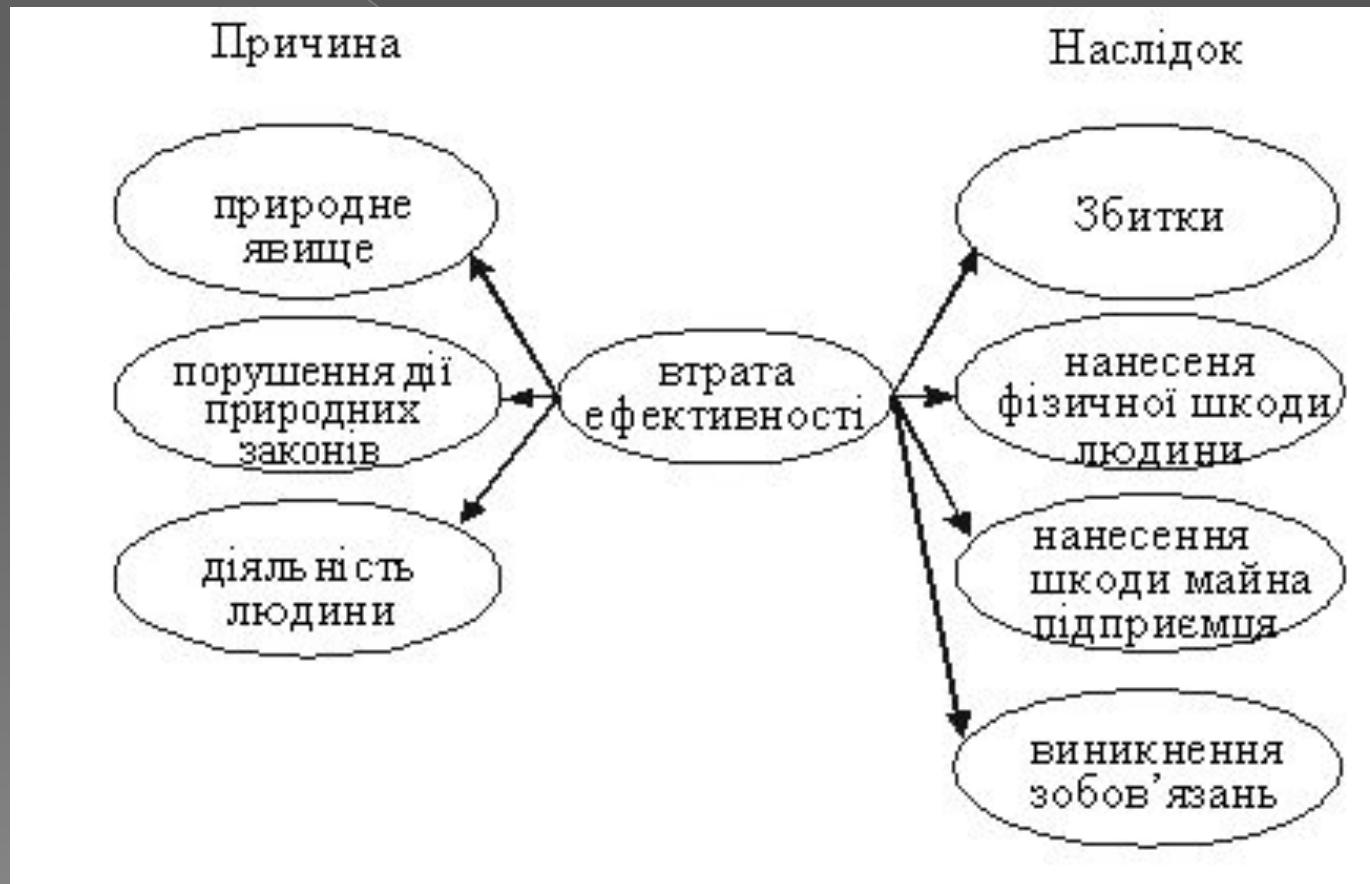 Причина
Наслідок
природне
явище
порушення дії
природних
законів
діяльність
людини
втрата
ефективності
Збитки
нанесеня
фізичної шкоди
людини
нанесення
шкоди майна
підприємця
виникнення
зобов’язань